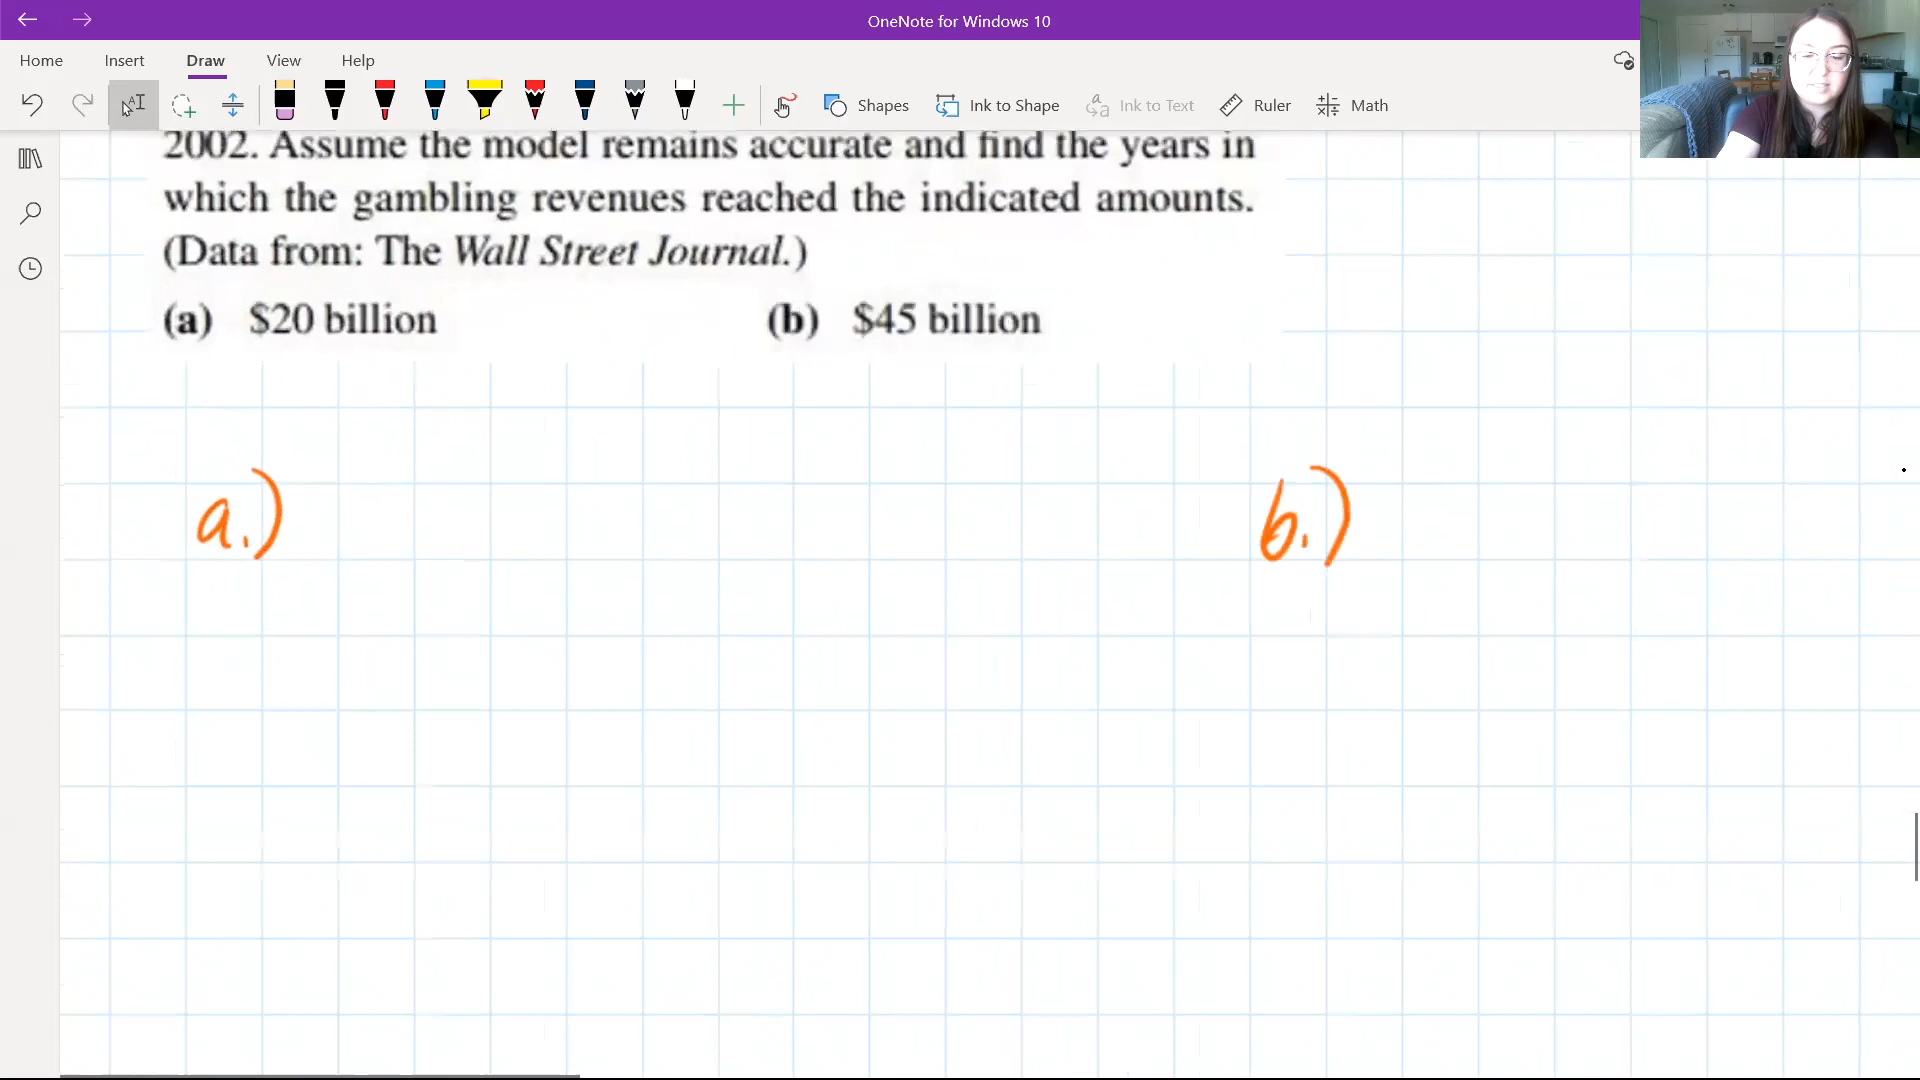 OneNote for Windows 10
Home Insert Draw View Help
Shapes Ink to Shape Ink to Text Ruler Math
2002. Assume the model remains accurate and find the years in
which the gambling revenues reached the indicated amounts.
(Data from: The Wall Street Journal.)
(a) $20 billion (b) $45 billion
a.) b.)